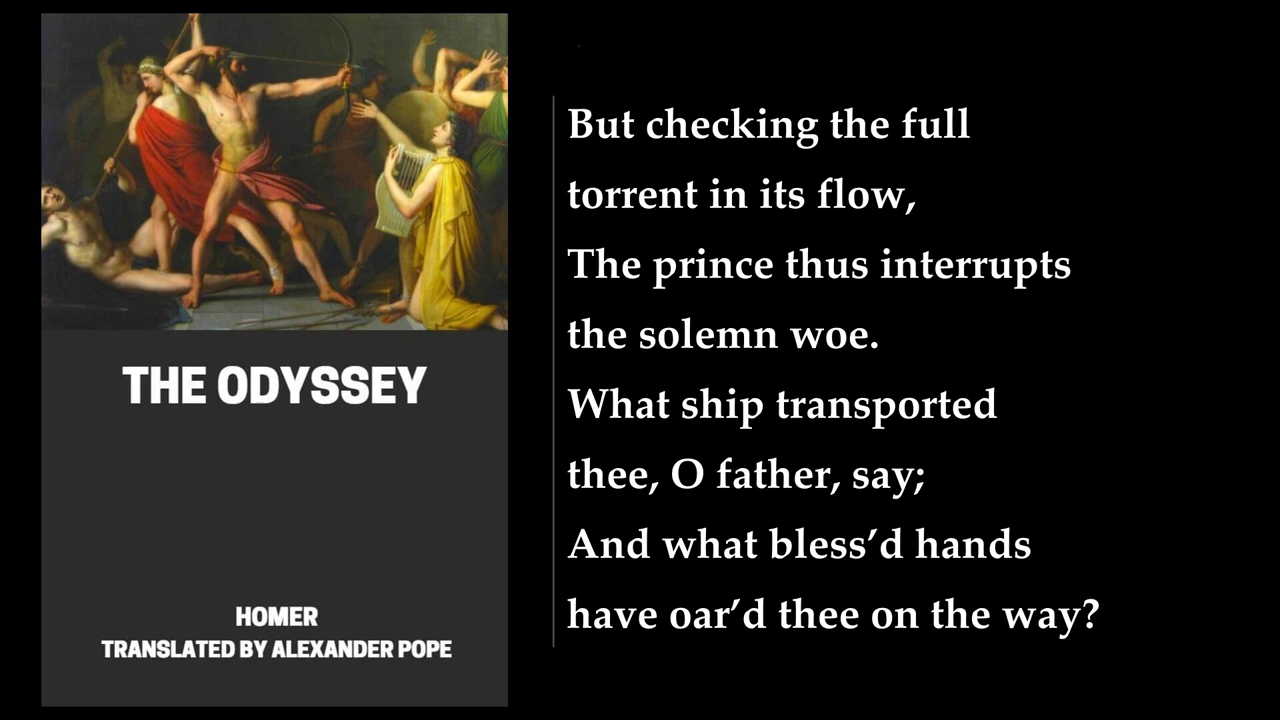 THE ODYSSEY
HOMER
TRANSLATED BY ALEXANDER POPE
But checking the full
torrent in its flow,
The prince thus interrupts
the solemn woe.
What ship transported
thee, O father, say;
And what bless’d hands
have oar’d thee on the way?